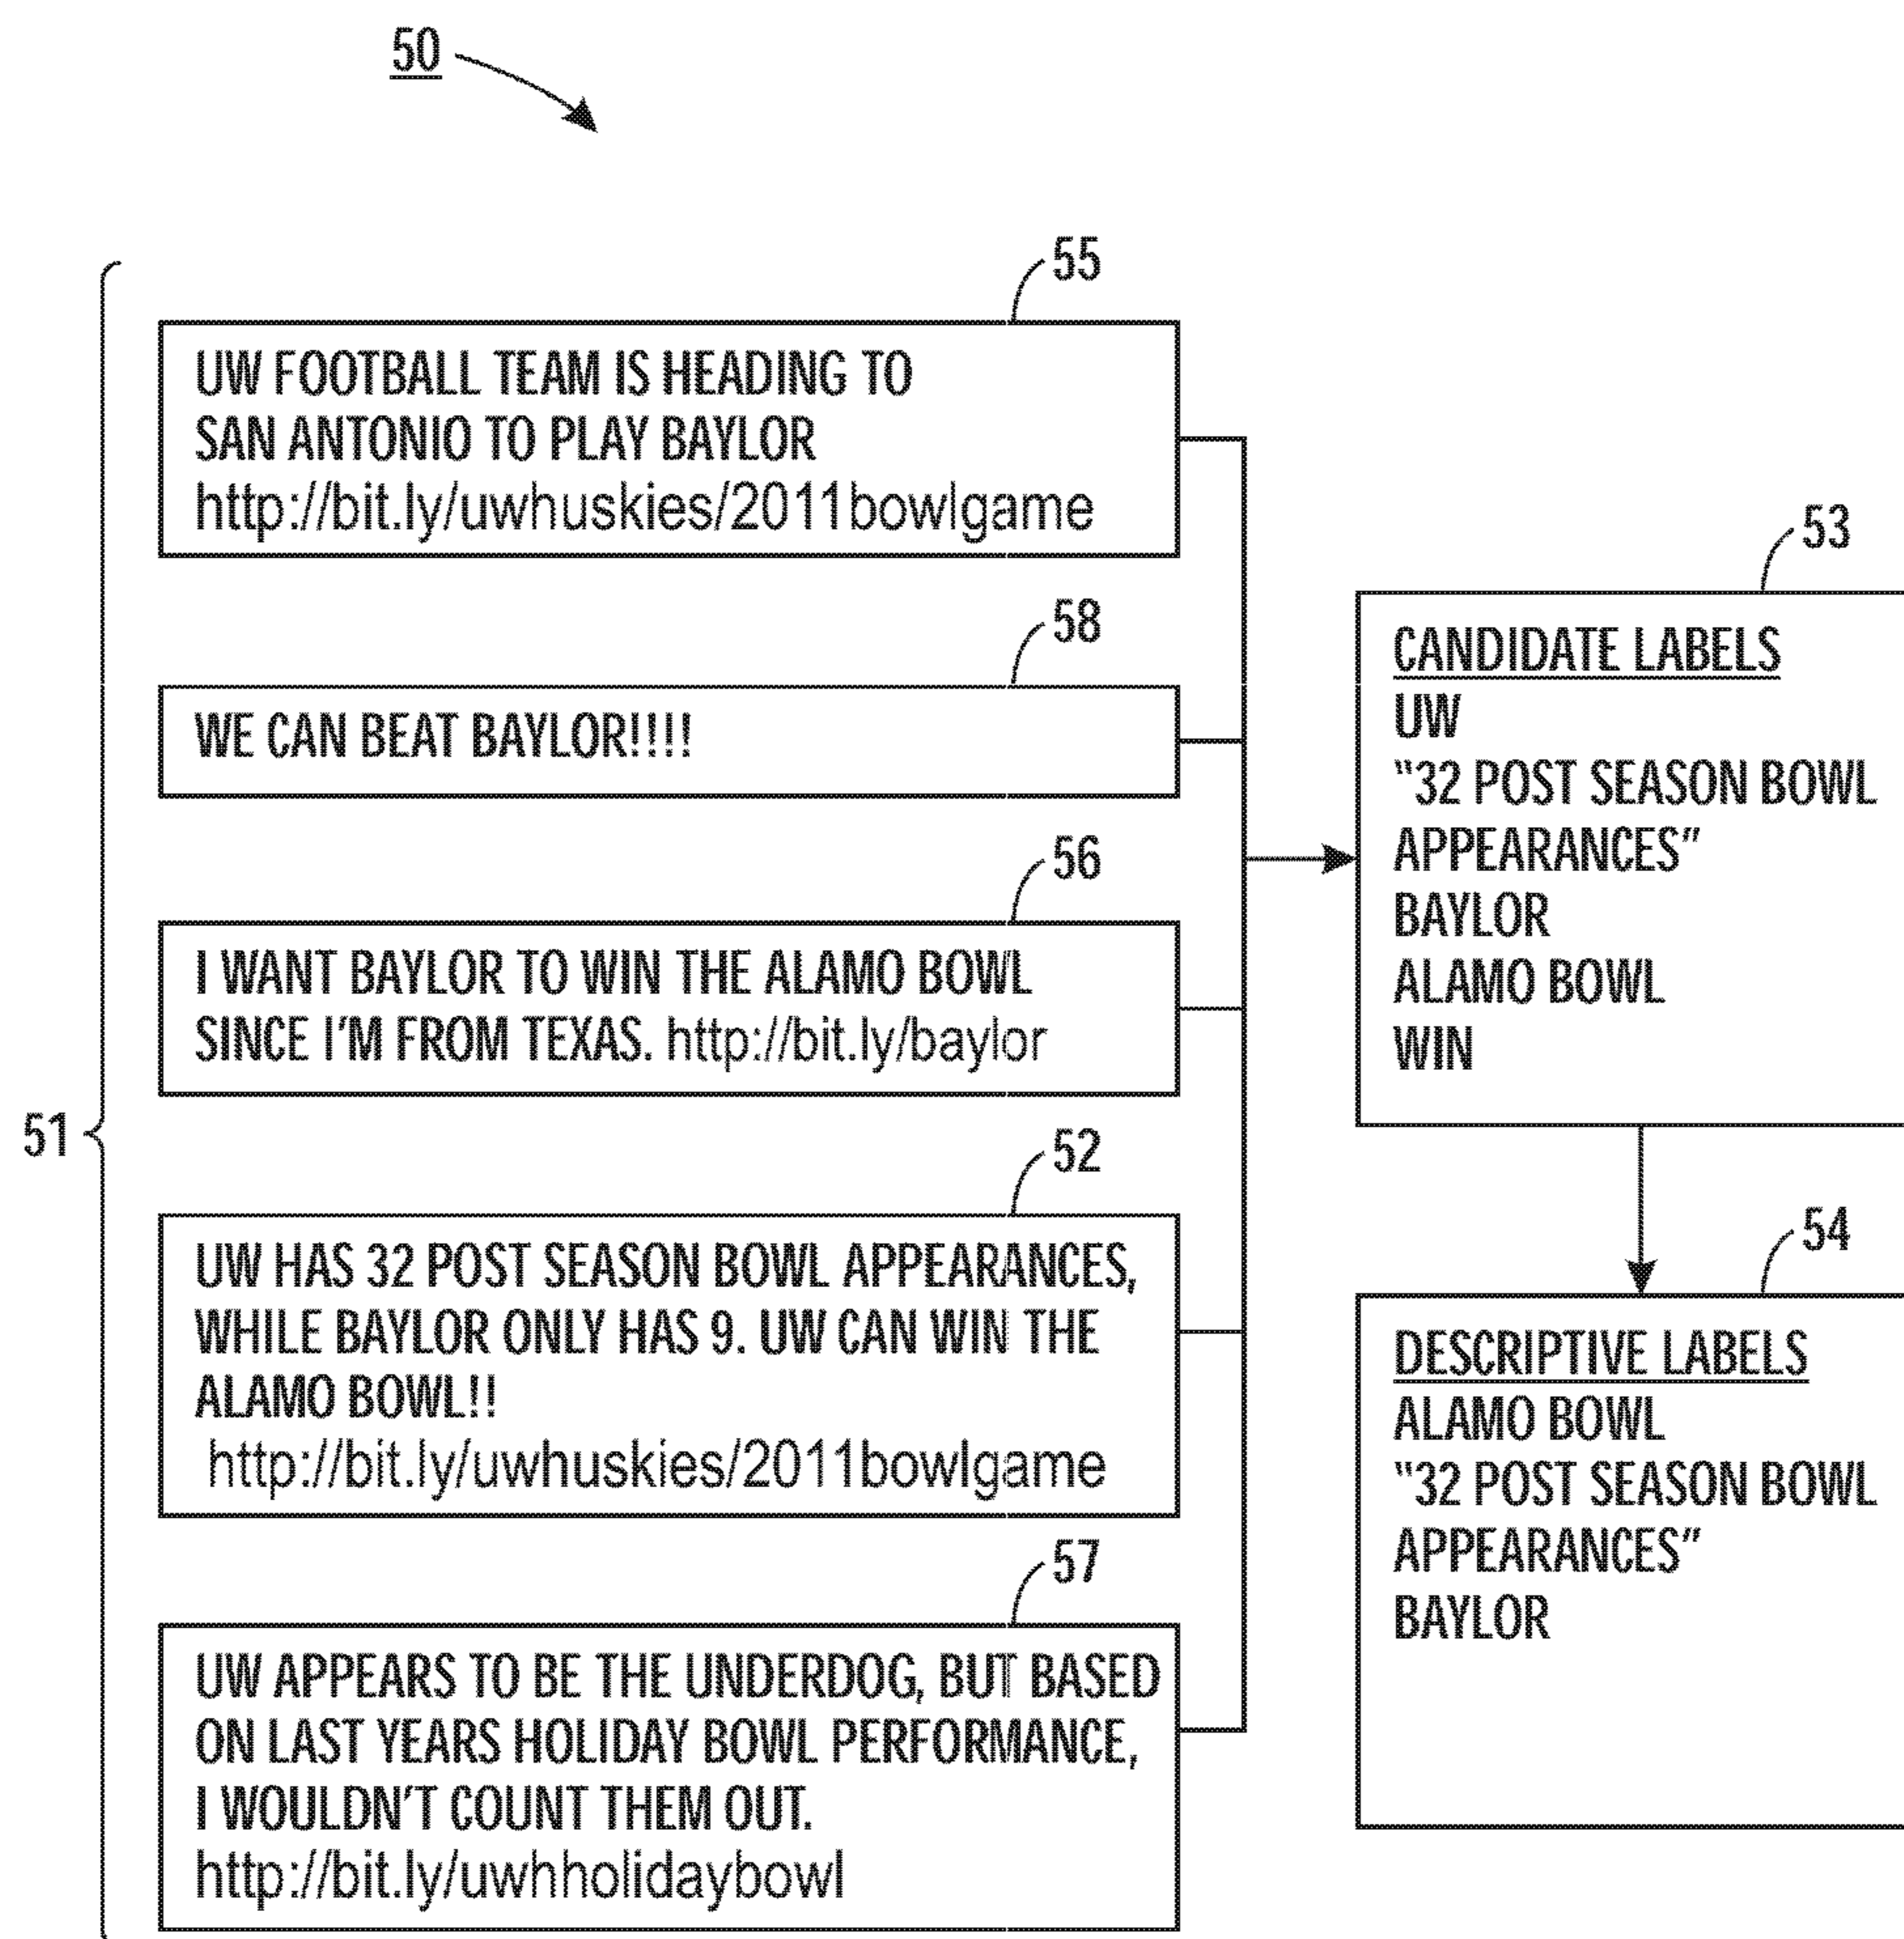 50
55
UW FOOTBALL TEAM IS HEADING TO
SAN ANTONIO TO PLAY BAYLOR
http://bit.ly/uwhuskies/2011bowlgame
58
WE CAN BEAT BAYLOR!!!!
56
I WANT BAYLOR TO WIN THE ALAMO BOWL
SINCE I'M FROM TEXAS. http://bit.ly/baylor
51
52
UW HAS 32 POST SEASON BOWL APPEARANCES,
WHILE BAYLOR ONLY HAS 9. UW CAN WIN THE
ALAMO BOWL!!
http://bit.ly/uwhuskies/2011bowlgame
57
UW APPEARS TO BE THE UNDERDOG, BUT BASED
ON LAST YEARS HOLIDAY BOWL PERFORMANCE,
I WOULDN'T COUNT THEM OUT.
http://bit.ly/uwhholidaybowl
53
CANDIDATE LABELS
UW
"32 POST SEASON BOWL
APPEARANCES"
BAYLOR
ALAMO BOWL
WIN
54
DESCRIPTIVE LABELS
ALAMO BOWL
"32 POST SEASON BOWL
APPEARANCES"
BAYLOR